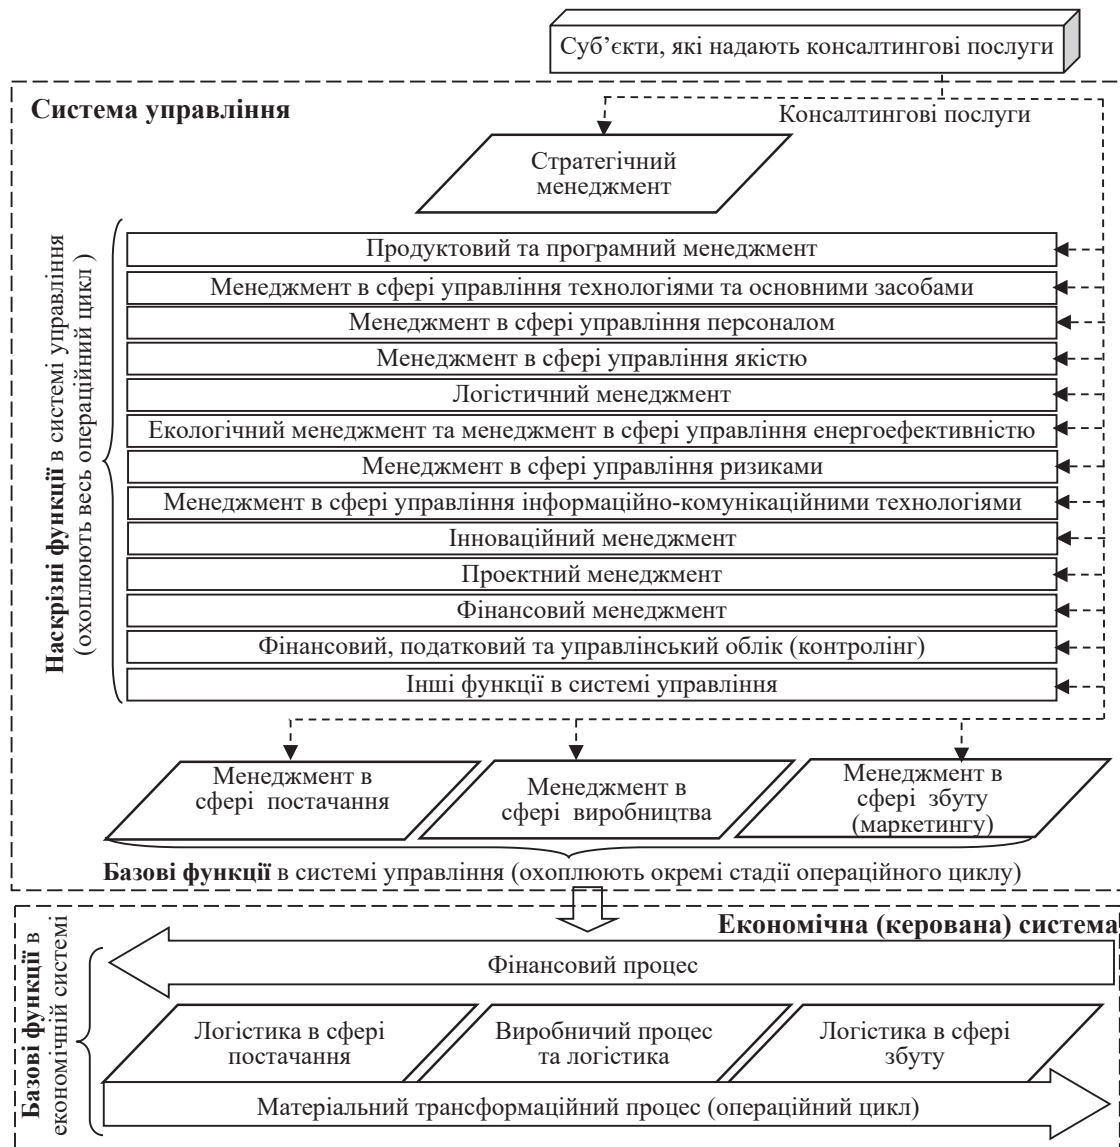 Суб’єкти, які надають консалтингові послуги
Система управління
Консалтингові послуги
Стратегічний
менеджмент
Наскрізні функції в системі управління
(охоплюють весь операційний цикл )
Продуктовий та програмний менеджмент
Менеджмент в сфері управління технологіями та основними засобами
Менеджмент в сфері управління персоналом
Менеджмент в сфері управління якістю
Логістичний менеджмент
Екологічний менеджмент та менеджмент в сфері управління енергоефективністю
Менеджмент в сфері управління ризиками
Менеджмент в сфері управління інформаційно-комунікаційними технологіями
Інноваційний менеджмент
Проектний менеджмент
Фінансовий менеджмент
Фінансовий, податковий та управлінський облік (контролінг)
Інші функції в системі управління
Менеджмент в
сфері постачання
Менеджмент в
сфері виробництва
Менеджмент в
сфері збуту
(маркетингу)
Базові функції в системі управління (охоплюють окремі стадії операційного циклу)
Економічна (керована) система
Базові функції в
економічній системі
Фінансовий процес
Логістика в сфері
постачання
Виробничий процес
та логістика
Логістика в сфері
збуту
Матеріальний трансформаційний процес (операційний цикл)